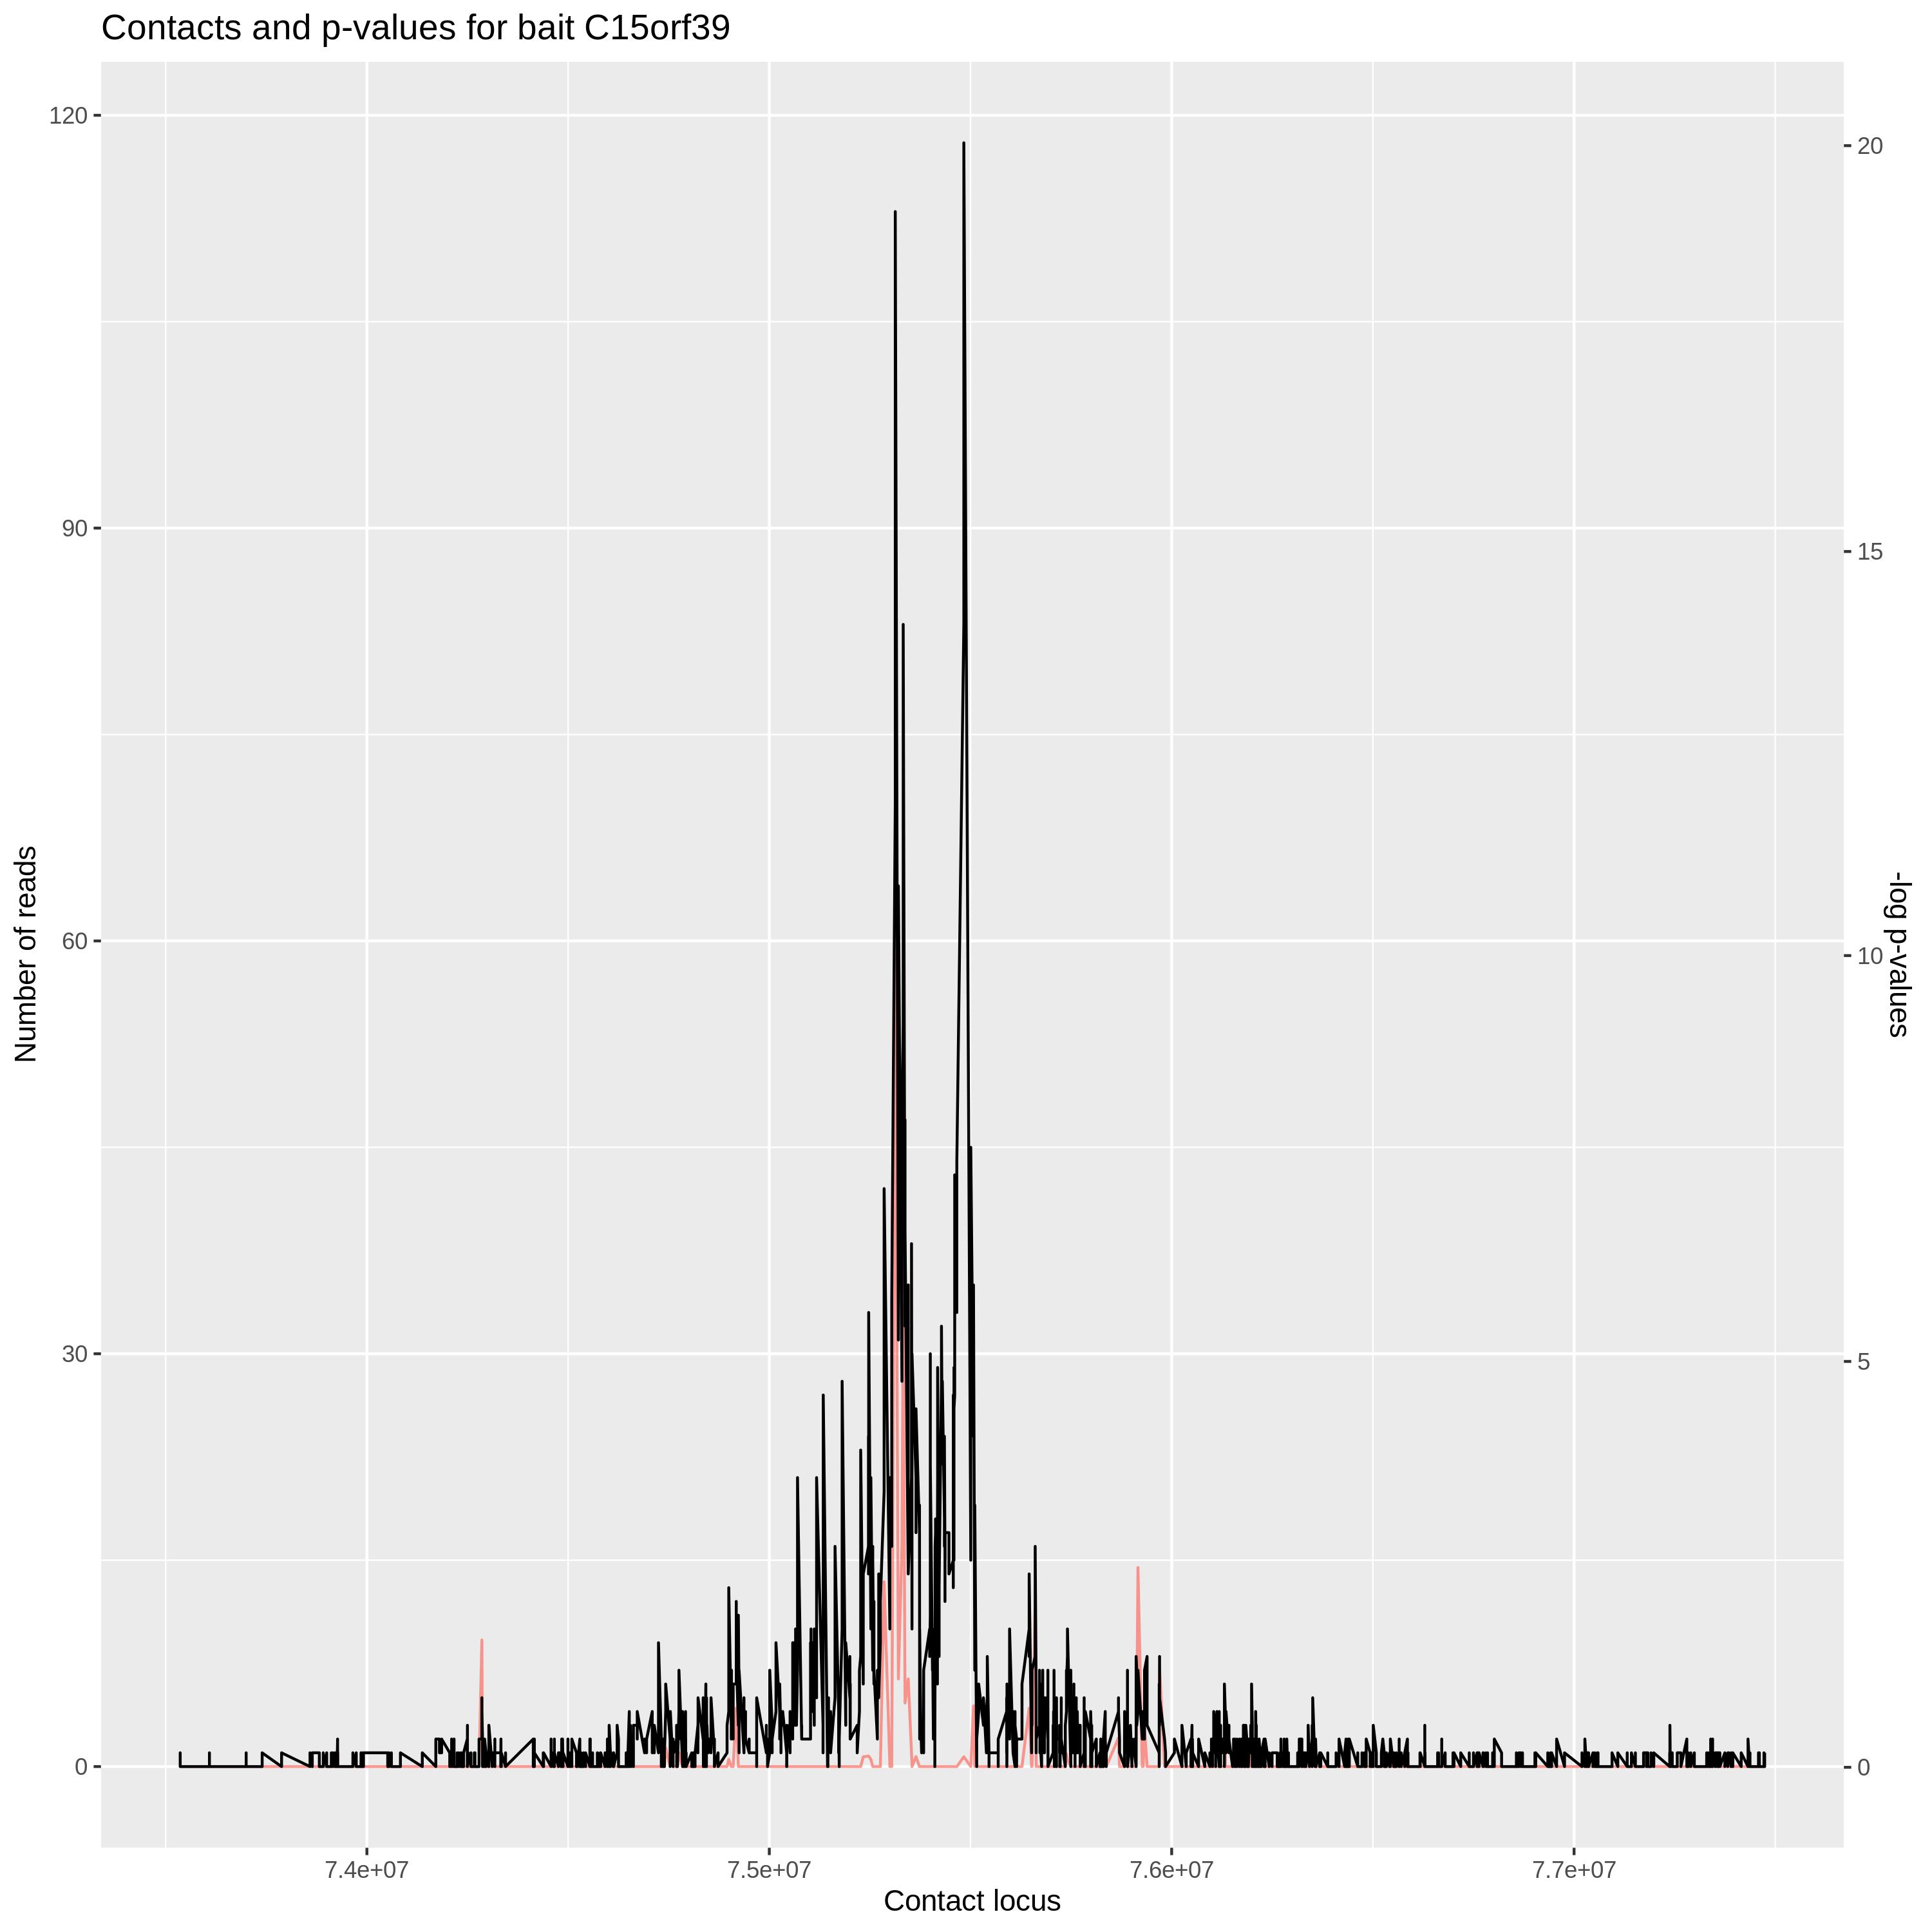 Contacts and p-values for bait C15orf39
120
90
60
30
0
Number of reads
20
15
10
5
0
-log p-values
7.4e+07 7.5e+07 7.6e+07 7.7e+07
Contact locus